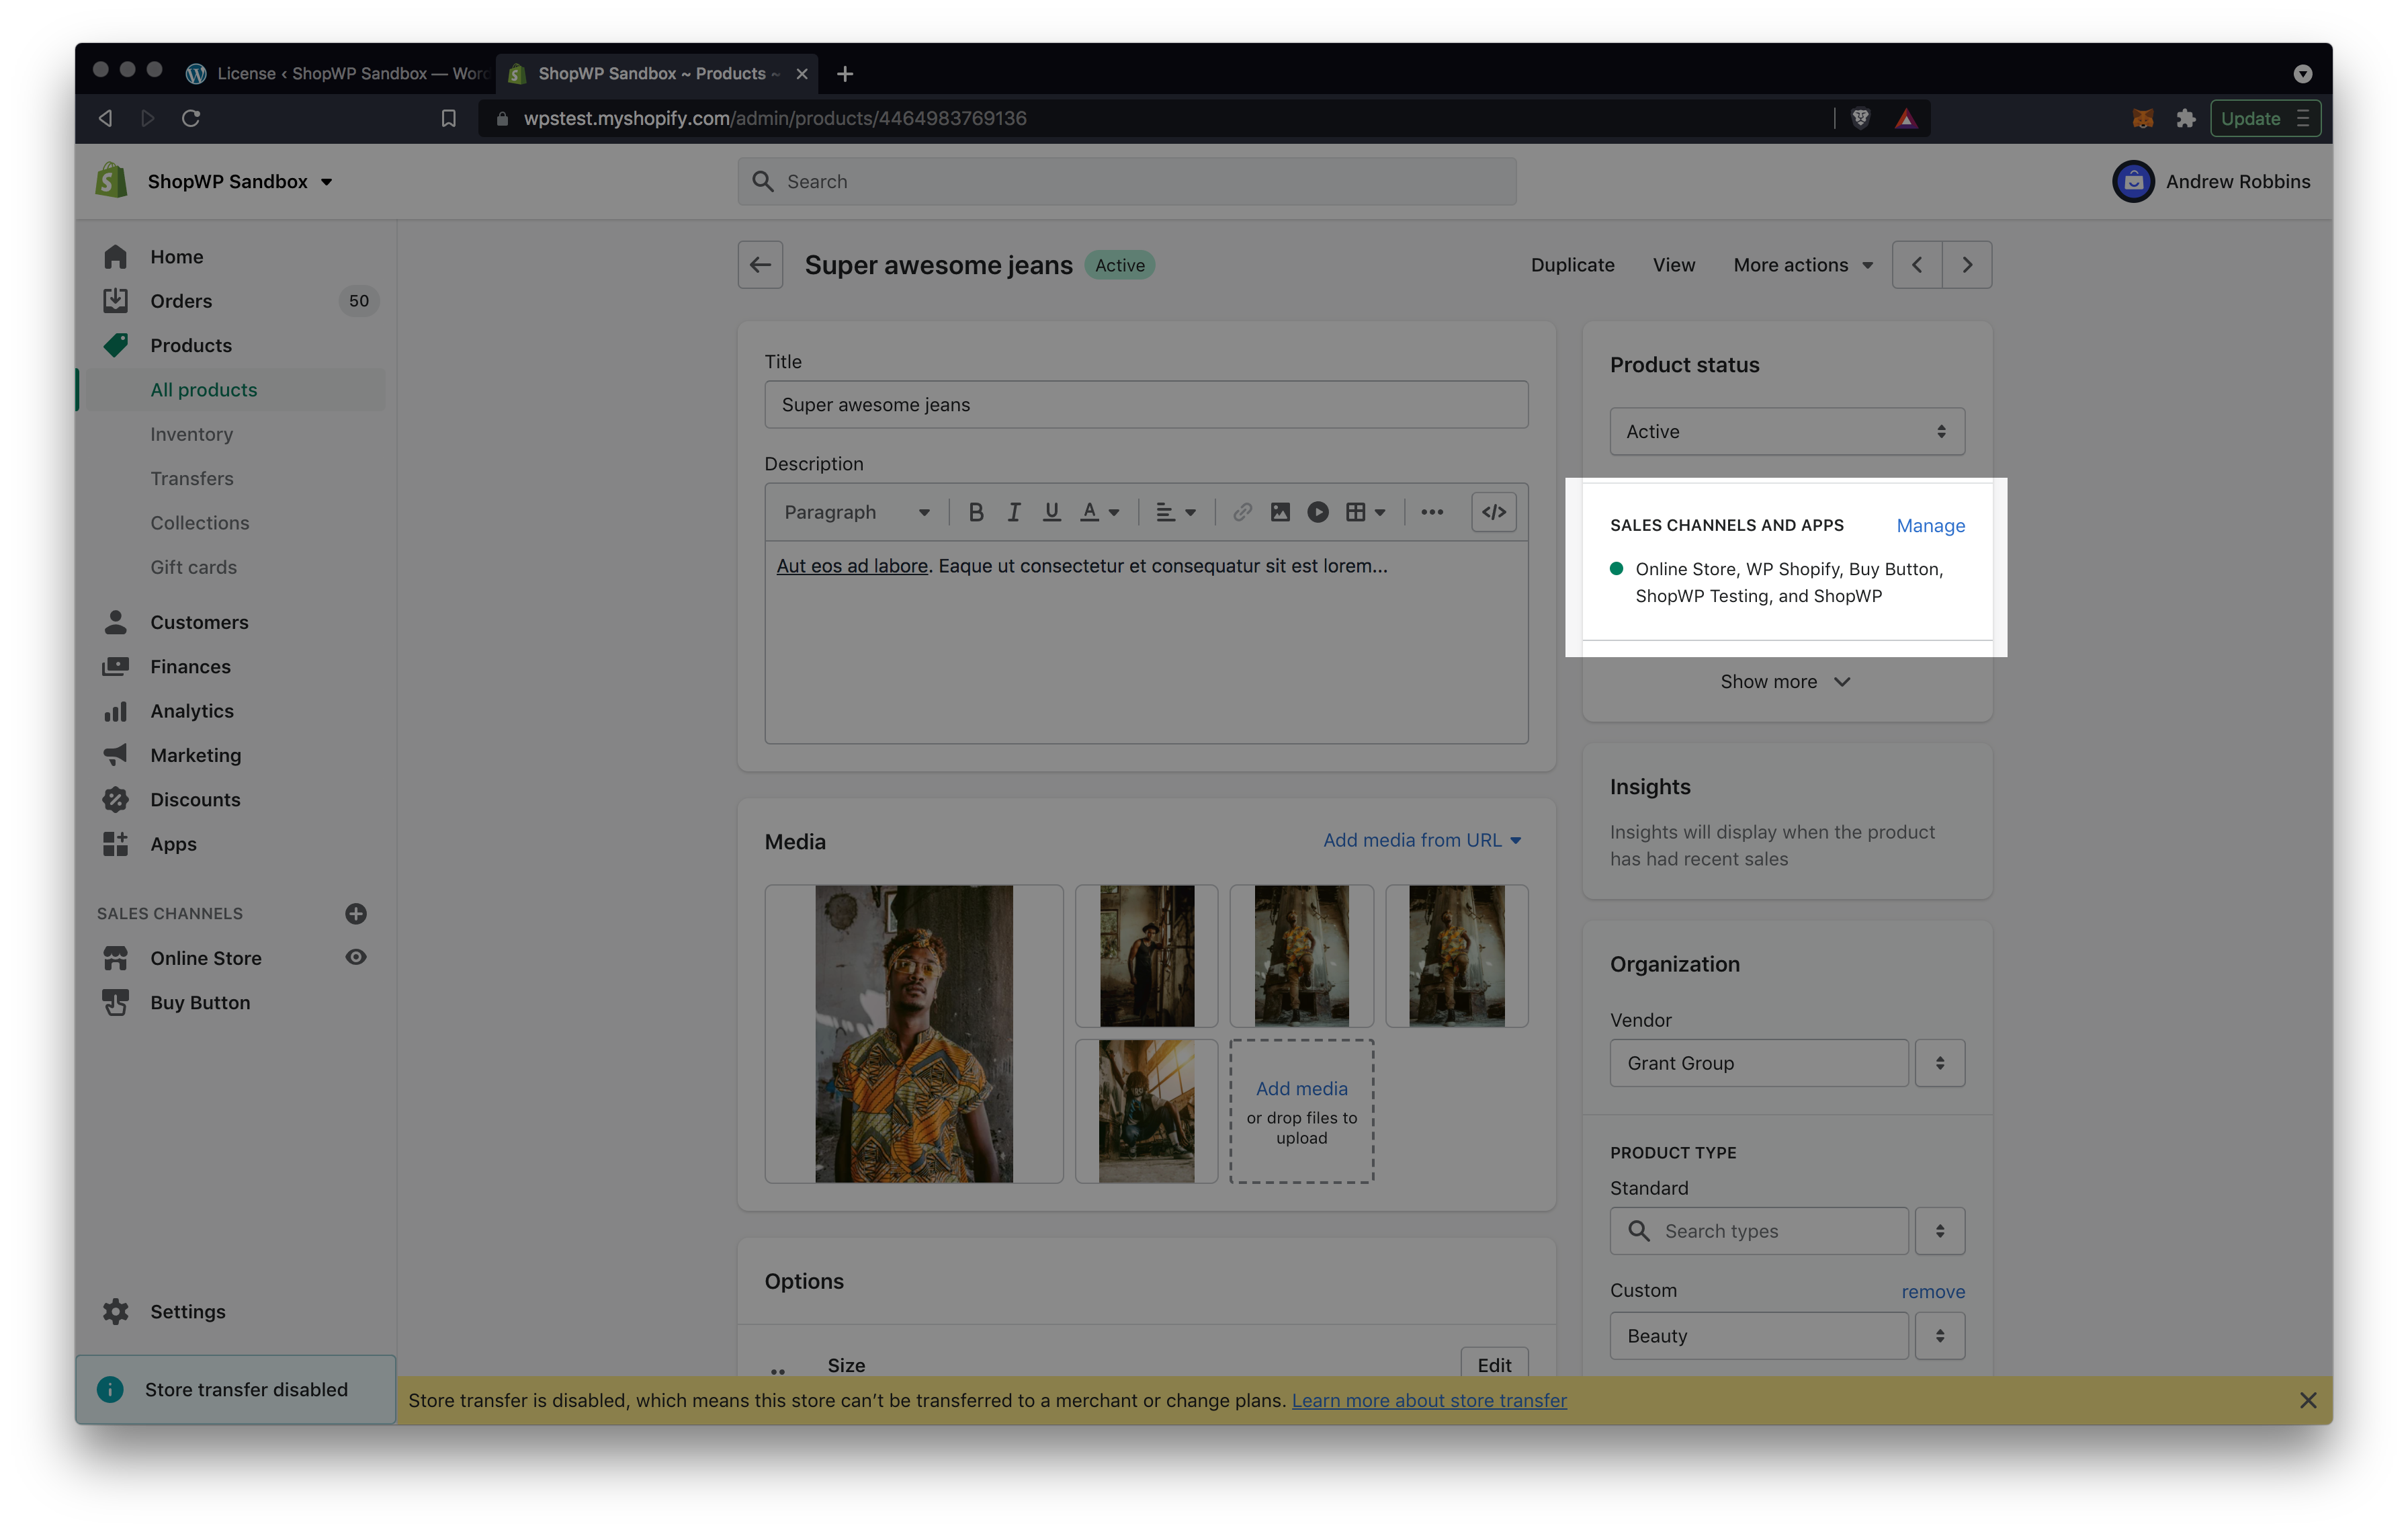 License ‹ ShopWP Sandbox — Word
ShopWP Sandbox ~ Products ~
wpstest.myshopify.com/admin/products/4464983769136
Update
ShopWP Sandbox
Search
Andrew Robbins
Home
Orders
50
Products
All products
Inventory
Transfers
Collections
Gift cards
Customers
Finances
Analytics
Marketing
Discounts
Apps
SALES CHANNELS
Online Store
Buy Button
Settings
Store transfer disabled
Super awesome jeans
Active
Duplicate
View
More actions
Title
Super awesome jeans
Description
Paragraph
B I U A
</>
Aut eos ad labore. Eaque ut consectetur et consequatur sit est lorem...
Media
Add media from URL
Add media
or drop files to
upload
Options
Size
Edit
Product status
Active
SALES CHANNELS AND APPS
Manage
Online Store, WP Shopify, Buy Button,
ShopWP Testing, and ShopWP
Show more
Insights
Insights will display when the product
has had recent sales
Organization
Vendor
Grant Group
PRODUCT TYPE
Standard
Search types
Custom
remove
Beauty
Store transfer is disabled, which means this store can’t be transferred to a merchant or change plans. Learn more about store transfer